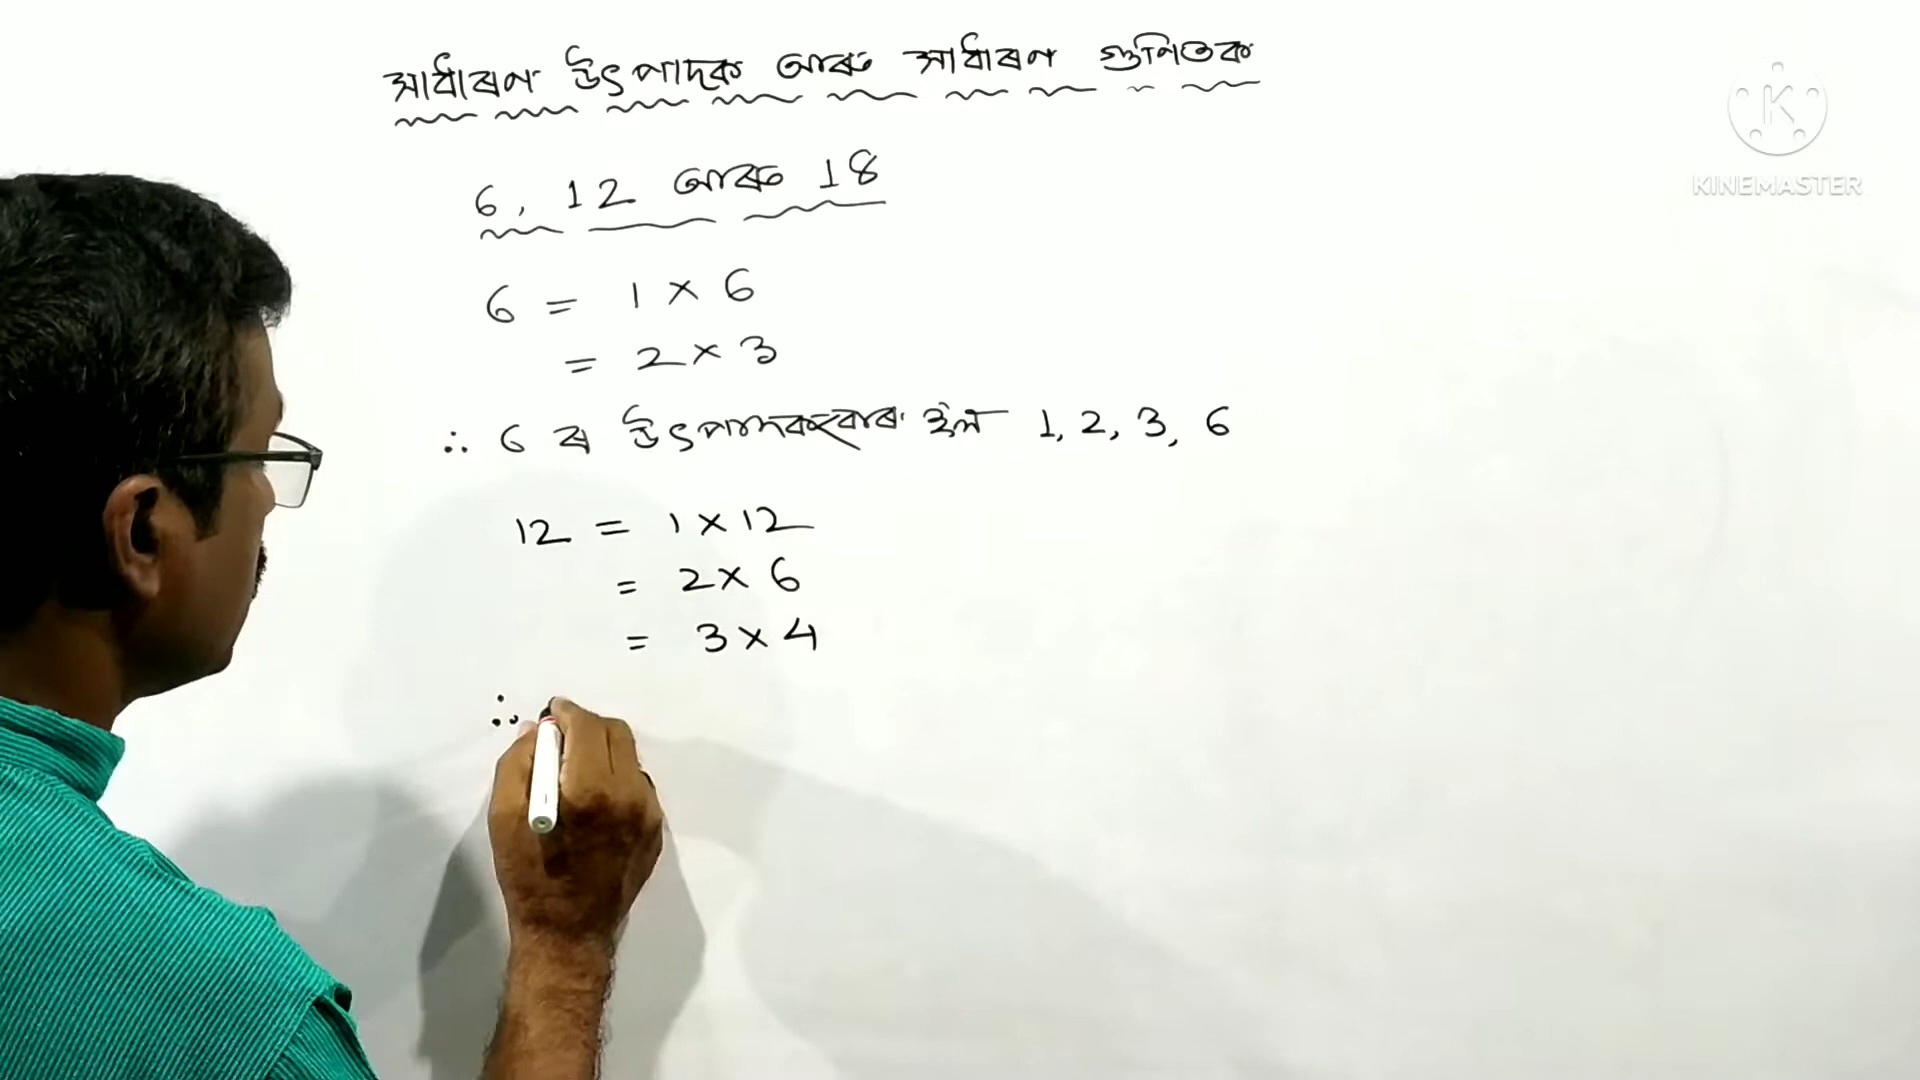 সাধাৰণ উৎপাদক আৰু সাধাৰণ গুণিতক
6, 12 আৰু 18
6 = 1 × 6
= 2 × 3
∴ 6 ৰ উৎপাদকবোৰ হ'ল 1, 2, 3, 6
12 = 1 × 12
= 2 × 6
= 3 × 4
∴
KINEMASTER